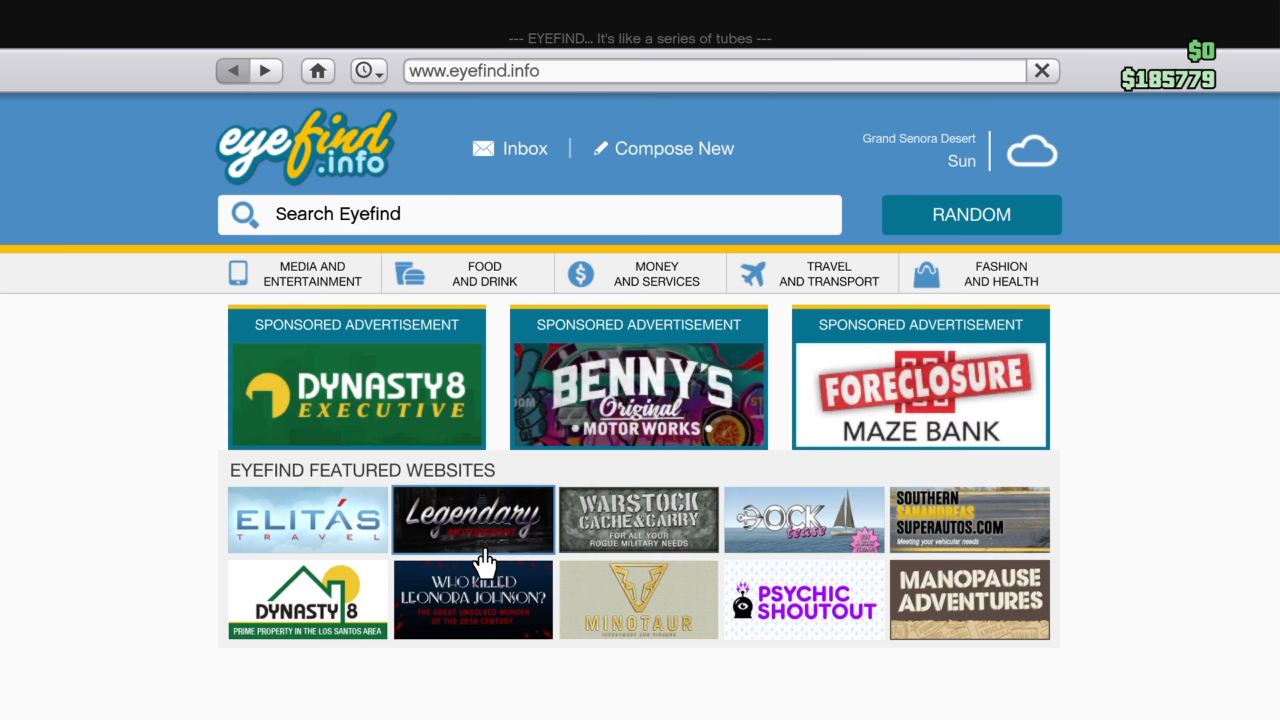 --- EYEFIND... It's like a series of tubes ---
$0
www.eyefind.info
$185779
eyefind
.info
Inbox
Compose New
Grand Senora Desert
Sun
Search Eyefind
RANDOM
MEDIA AND
ENTERTAINMENT
FOOD
AND DRINK
MONEY
AND SERVICES
TRAVEL
AND TRANSPORT
FASHION
AND HEALTH
SPONSORED ADVERTISEMENT
SPONSORED ADVERTISEMENT
SPONSORED ADVERTISEMENT
DYNASTY 8
EXECUTIVE
BENNY'S
Original
MOTOR WORKS
FORECLOSURE
MAZE BANK
EYEFIND FEATURED WEBSITES
ELITÁS
TRAVEL
Legendary
MOTORSPORT
WARSTOCK
CACHE & CARRY
FOR ALL YOUR
ROGUE MILITARY NEEDS
DOCK
tease
SOUTHERN
SANANDREAS
SUPERAUTOS.COM
Meeting your vehicular needs
DYNASTY 8
PRIME PROPERTY IN THE LOS SANTOS AREA
WHO KILLED
LEONORA JOHNSON?
THE GREAT UNSOLVED MURDER
OF THE 20TH CENTURY
MINOTAUR
PSYCHIC
SHOUTOUT
MANOPAUSE
ADVENTURES